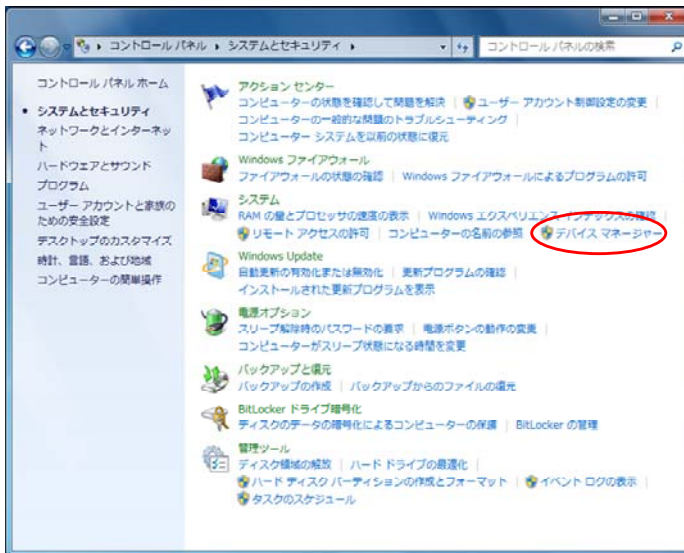 コントロール パネル ▸ システムとセキュリティ ▸
コントロール パネルの検索
コントロール パネル ホーム
• システムとセキュリティ
ネットワークとインターネッ
ト
ハードウェアとサウンド
プログラム
ユーザー アカウントと家族の
ための安全設定
デスクトップのカスタマイズ
時計、言語、および地域
コンピューターの簡単操作
アクション センター
コンピューターの状態を確認して問題を解決 | ユーザー アカウント制御設定の変更 |
コンピューターの一般的な問題のトラブルシューティング |
コンピューター システムを以前の状態に復元
Windows ファイアウォール
ファイアウォールの状態の確認 | Windows ファイアウォールによるプログラムの許可
システム
RAM の量とプロセッサの速度の表示 | Windows エクスペリエンス インデックスの確認 |
リモート アクセスの許可 | コンピューターの名前の参照 | デバイス マネージャー
Windows Update
自動更新の有効化または無効化 | 更新プログラムの確認 |
インストールされた更新プログラムを表示
電源オプション
スリープ解除時のパスワードの要求 | 電源ボタンの動作の変更 |
コンピューターがスリープ状態になる時間を変更
バックアップと復元
バックアップの作成 | バックアップからのファイルの復元
BitLocker ドライブ暗号化
ディスクのデータの暗号化によるコンピューターの保護 | BitLocker の管理
管理ツール
ディスク領域の解放 | ハード ドライブの最適化 |
ハード ディスク パーティションの作成とフォーマット | イベント ログの表示 |
タスクのスケジュール